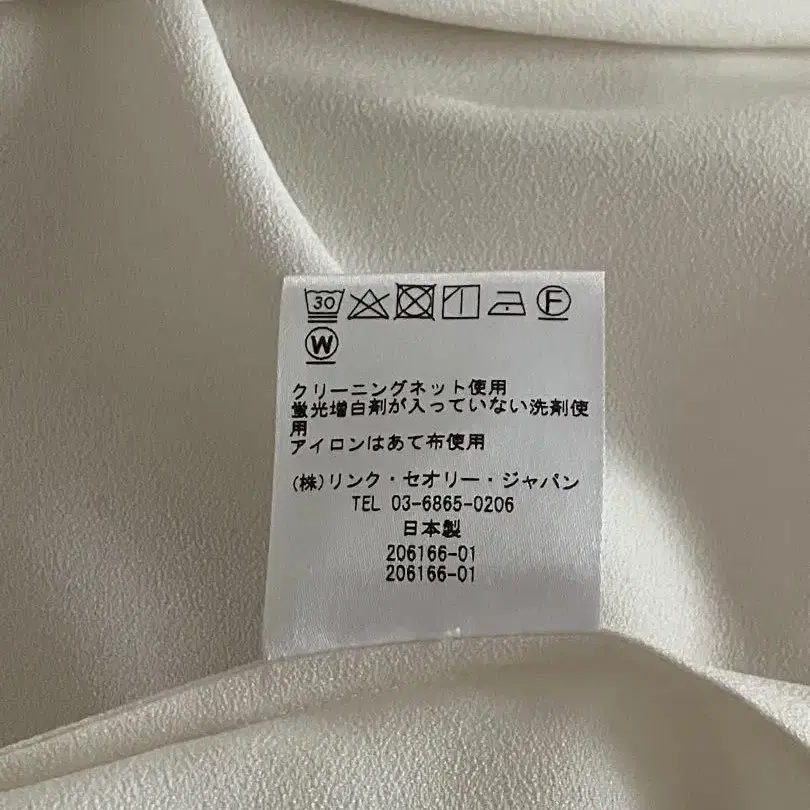 30
F
W
クリーニングネット使用
蛍光増白剤が入っていない洗剤使
用
アイロンはあて布使用
(株)リンク・セオリー・ジャパン
TEL 03-6865-0206
日本製
206166-01
206166-01